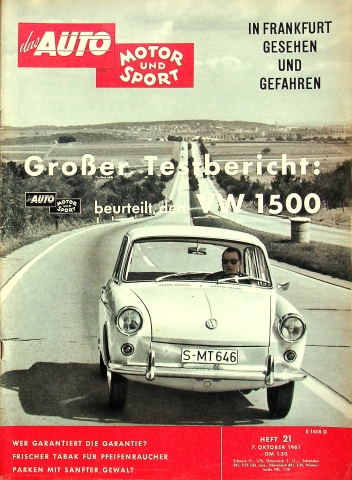 das AUTO
MOTOR
UND
SPORT
IN FRANKFURT
GESEHEN
UND
GEFAHREN
Großer Testbericht:
das AUTO
MOTOR
UND
SPORT
beurteilt den VW 1500
S-MT 646
E 1418 D
HEFT 21
7. OKTOBER 1961
DM 1.50
WER GARANTIERT DIE GARANTIE?
FRISCHER TABAK FÜR PFEIFENRAUCHER
PARKEN MIT SANFTER GEWALT